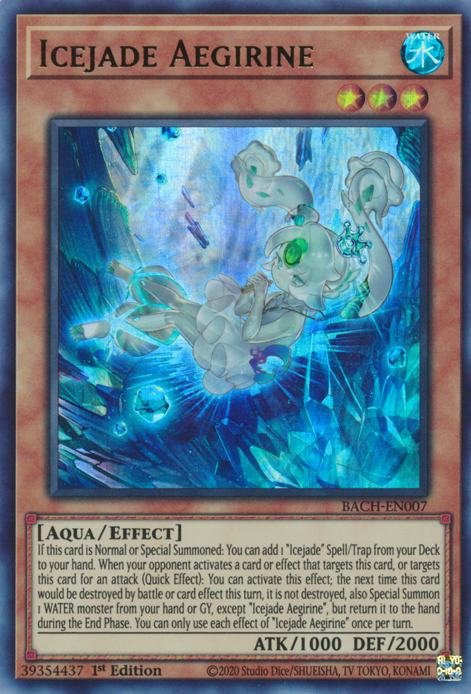 ICEJADE AEGIRINE
WATER
水
BACH-EN007
[AQUA/EFFECT]
If this card is Normal or Special Summoned: You can add 1 "Icejade" Spell/Trap from your Deck
to your hand. When your opponent activates a card or effect that targets this card, or targets
this card for an attack (Quick Effect): You can activate this effect; the next time this card
would be destroyed by battle or card effect this turn, it is not destroyed, also Special Summon
1 WATER monster from your hand or GY, except "Icejade Aegirine", but return it to the hand
during the End Phase. You can only use each effect of "Icejade Aegirine" once per turn.
ATK/1000 DEF/2000
39354437 1st Edition ©2020 Studio Dice/SHUEISHA, TV TOKYO, KONAMI